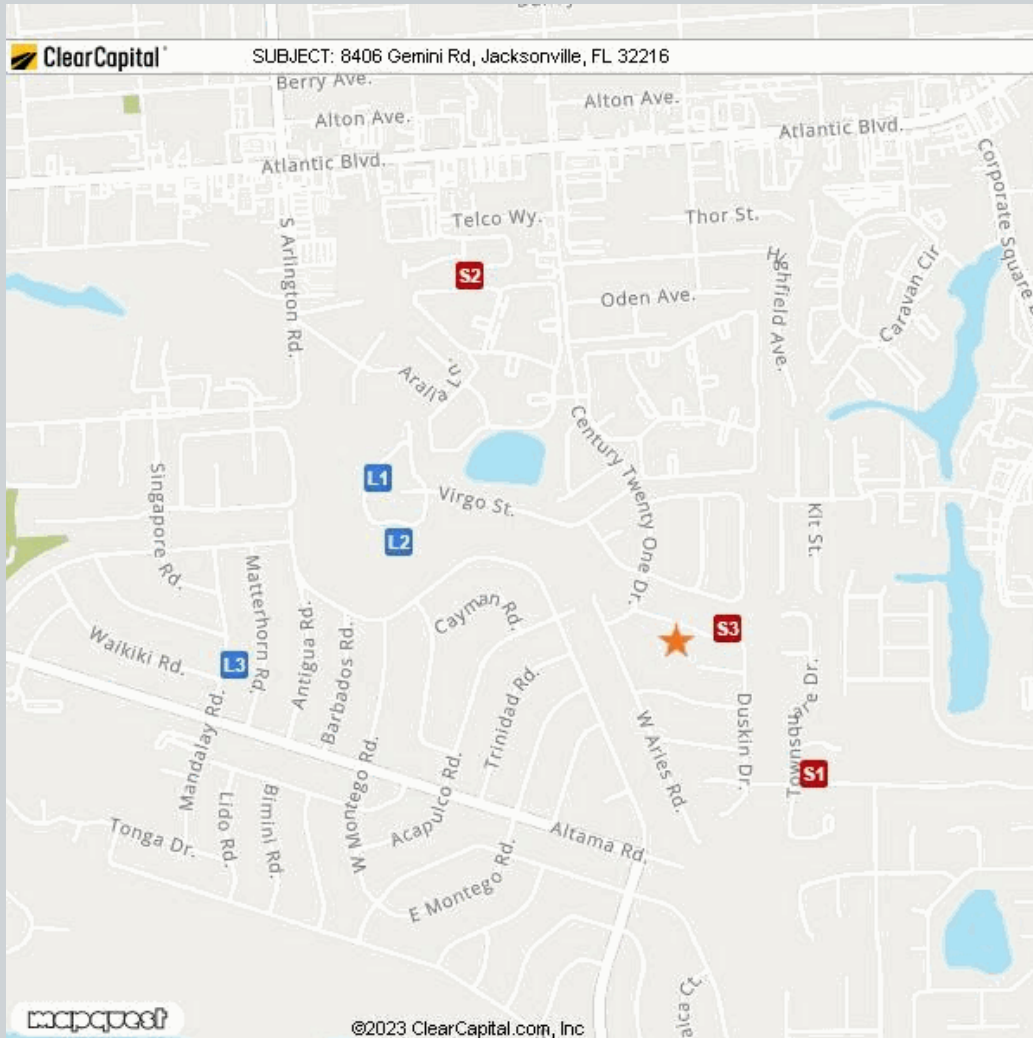 ClearCapital
SUBJECT: 8406 Gemini Rd, Jacksonville, FL 32216
Berry Ave.
Alton Ave.
Alton Ave.
Atlantic Blvd.
Atlantic Blvd.
Corporate Square
Telco Wy.
Thor St.
S Arlington Rd.
Highfield Ave.
Caravan Cir
S2
Oden Ave.
Aralia Ln.
Century Twenty One Dr.
L1
Virgo St.
Singapore Rd.
Kit St.
L2
Matterhorn Rd.
Cayman Rd.
Antigua Rd.
Barbados Rd.
S3
Waikiki Rd.
L3
Trinidad Rd.
Duskin Dr.
Townsquare Dr.
W Aries Rd.
Mandalay Rd.
S1
W Montego Rd.
Acapulco Rd.
Lido Rd.
Bimini Rd.
Tonga Dr.
Altama Rd.
E Montego Rd.
Ct
mapquest
©2023 ClearCapital.com, Inc